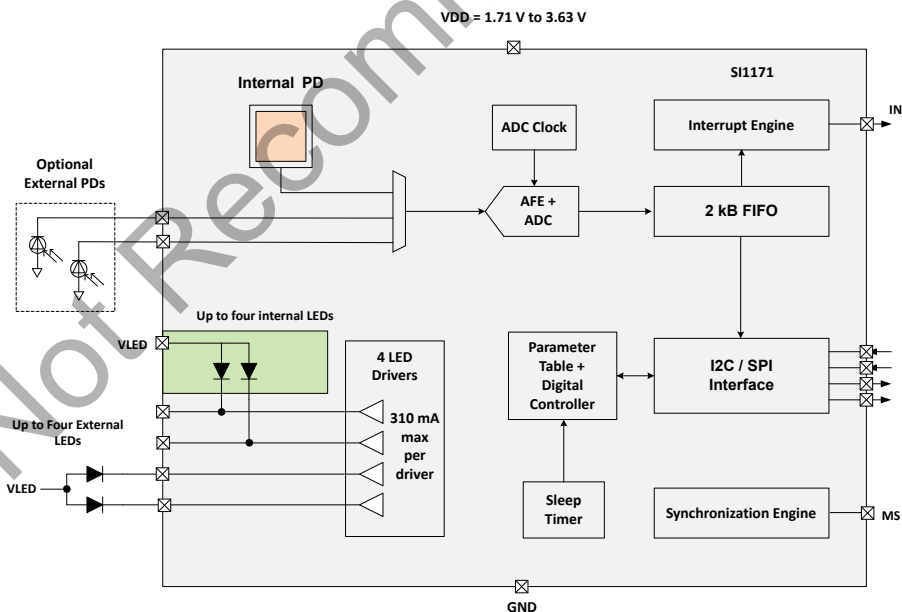 VDD = 1.71 V to 3.63 V
SI1171
Internal PD
ADC Clock
Interrupt Engine
IN
Optional
External PDs
AFE +
ADC
2 kB FIFO
Up to four internal LEDs
VLED
4 LED
Drivers
310 mA
max
per
driver
Parameter
Table +
Digital
Controller
I2C / SPI
Interface
Up to Four External
LEDs
VLED
Sleep
Timer
Synchronization Engine
MS
GND
Not Recom